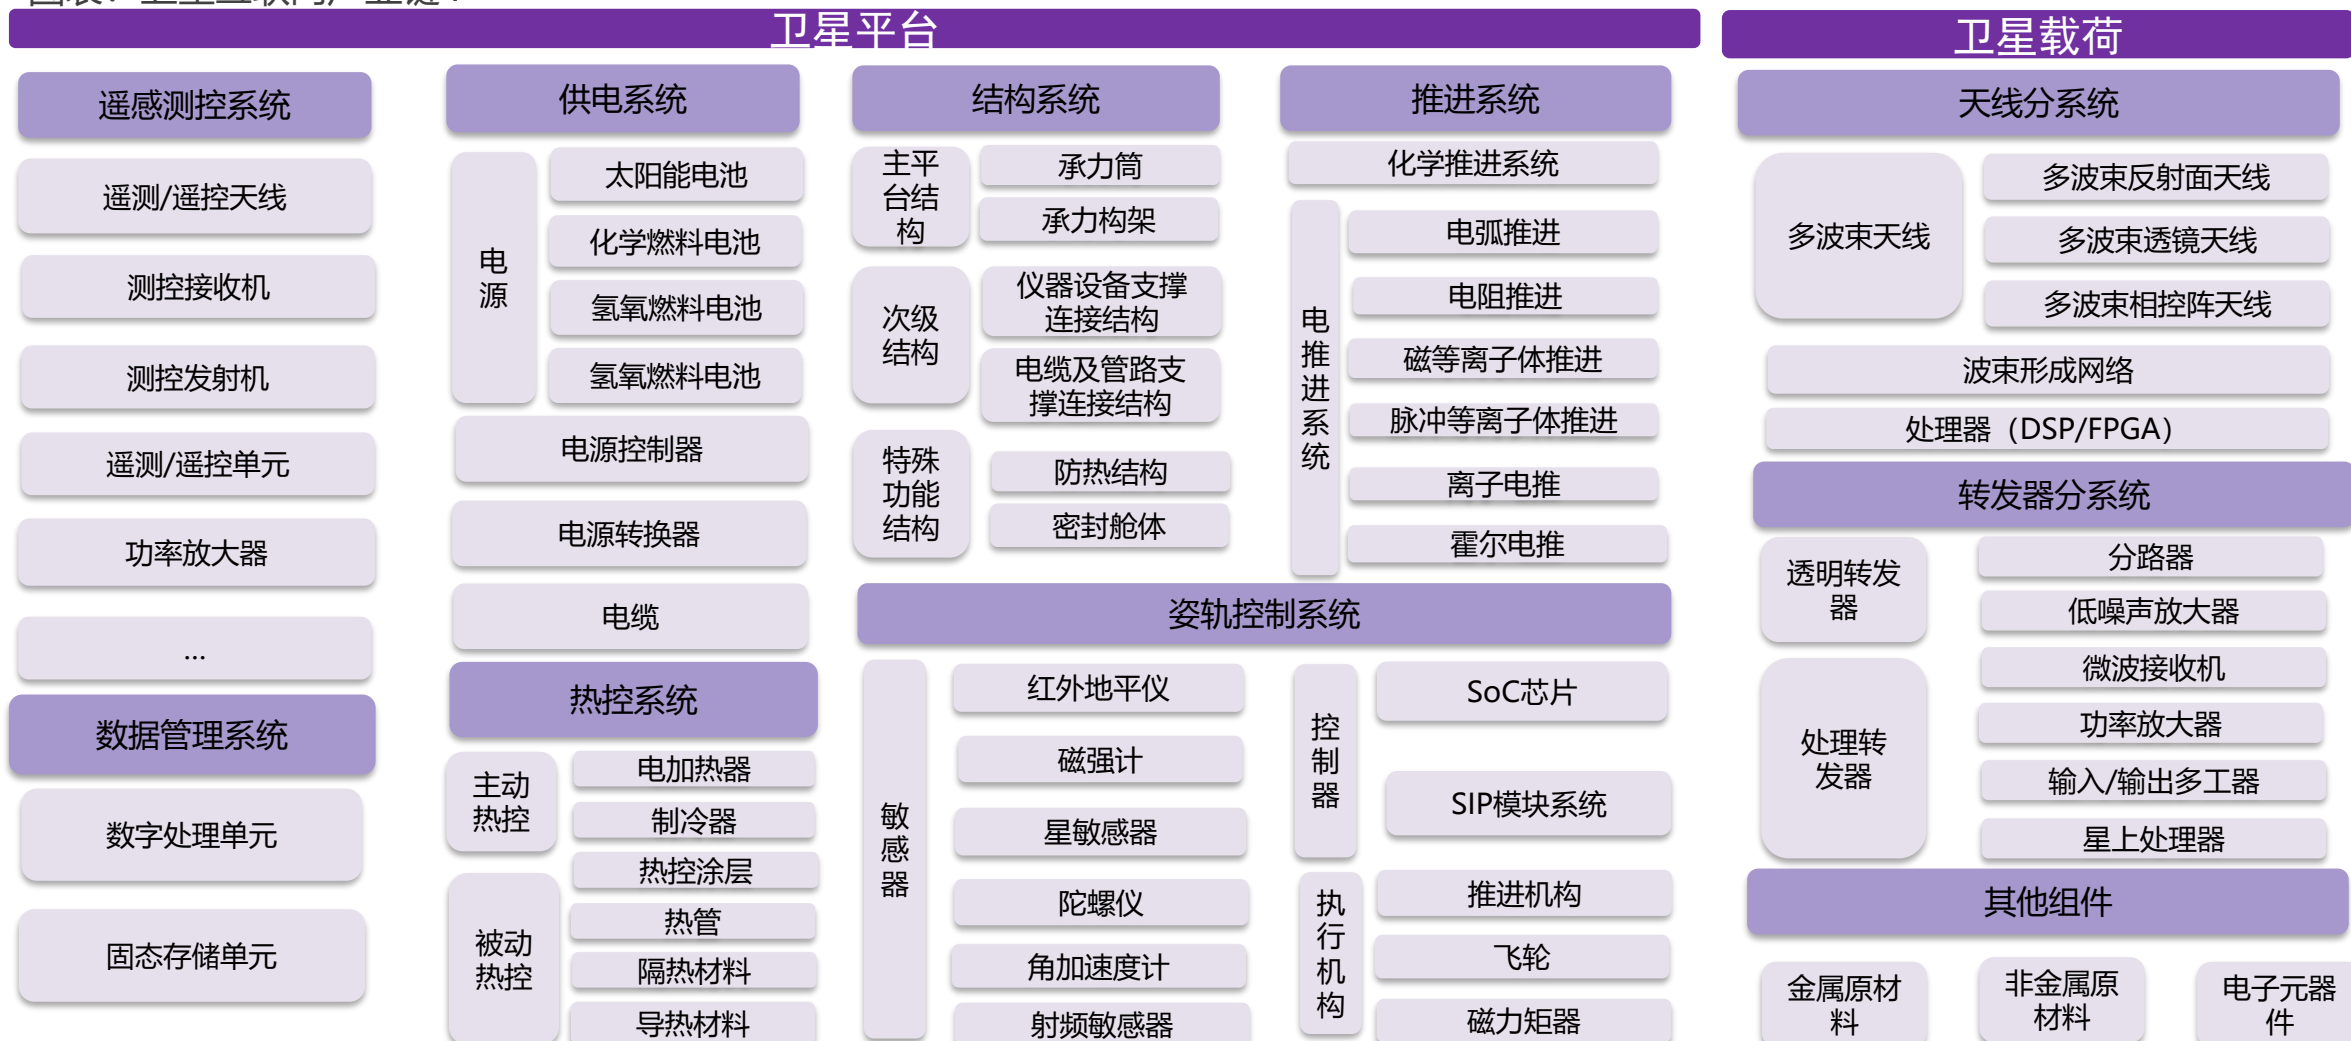 图表：卫星互联网产业链：
卫星平台
遥感测控系统
遥测/遥控天线
测控接收机
测控发射机
遥测/遥控单元
功率放大器
...
数据管理系统
数字处理单元
固态存储单元
供电系统
电
源
太阳能电池
化学燃料电池
氢氧燃料电池
氢氧燃料电池
电源控制器
电源转换器
电缆
热控系统
主动
热控
电加热器
制冷器
被动
热控
热控涂层
热管
隔热材料
导热材料
结构系统
主平
台结
构
承力筒
承力构架
次级
结构
仪器设备支撑
连接结构
电缆及管路支
撑连接结构
特殊
功能
结构
防热结构
密封舱体
推进系统
化学推进系统
电
推
进
系
统
电弧推进
电阻推进
磁等离子体推进
脉冲等离子体推进
离子电推
霍尔电推
姿轨控制系统
敏
感
器
红外地平仪
磁强计
星敏感器
陀螺仪
角加速度计
射频敏感器
控
制
器
SoC芯片
SIP模块系统
执
行
机
构
推进机构
飞轮
磁力矩器
卫星载荷
天线分系统
多波束天线
多波束反射面天线
多波束透镜天线
多波束相控阵天线
波束形成网络
处理器（DSP/FPGA）
转发器分系统
透明转发
器
处理转
发器
分路器
低噪声放大器
微波接收机
功率放大器
输入/输出多工器
星上处理器
其他组件
金属原材
料
非金属原
材料
电子元器
件